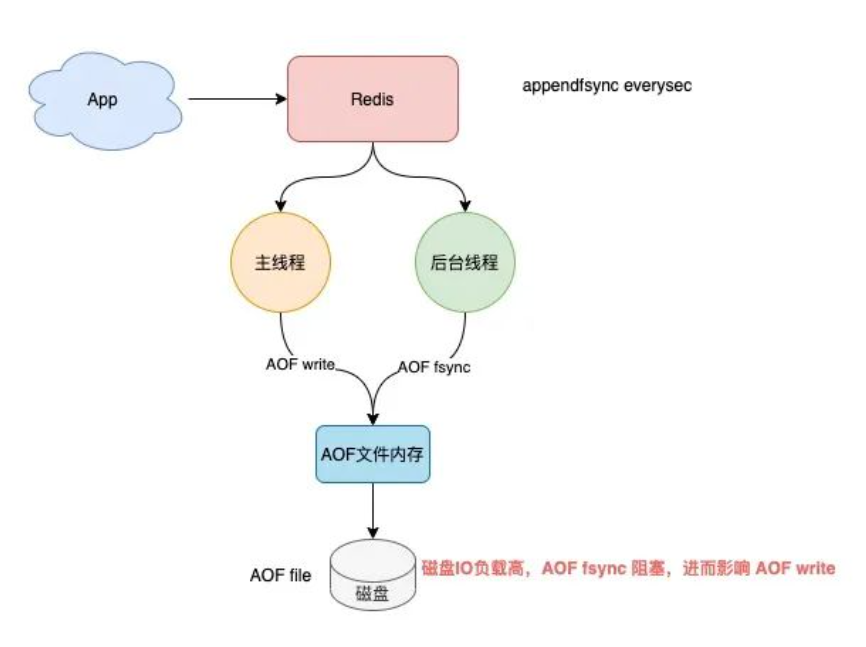 App
Redis
appendfsync everysec
主线程
后台线程
AOF write
AOF fsync
AOF文件内存
AOF file
磁盘
磁盘IO负载高，AOF fsync 阻塞，进而影响 AOF write